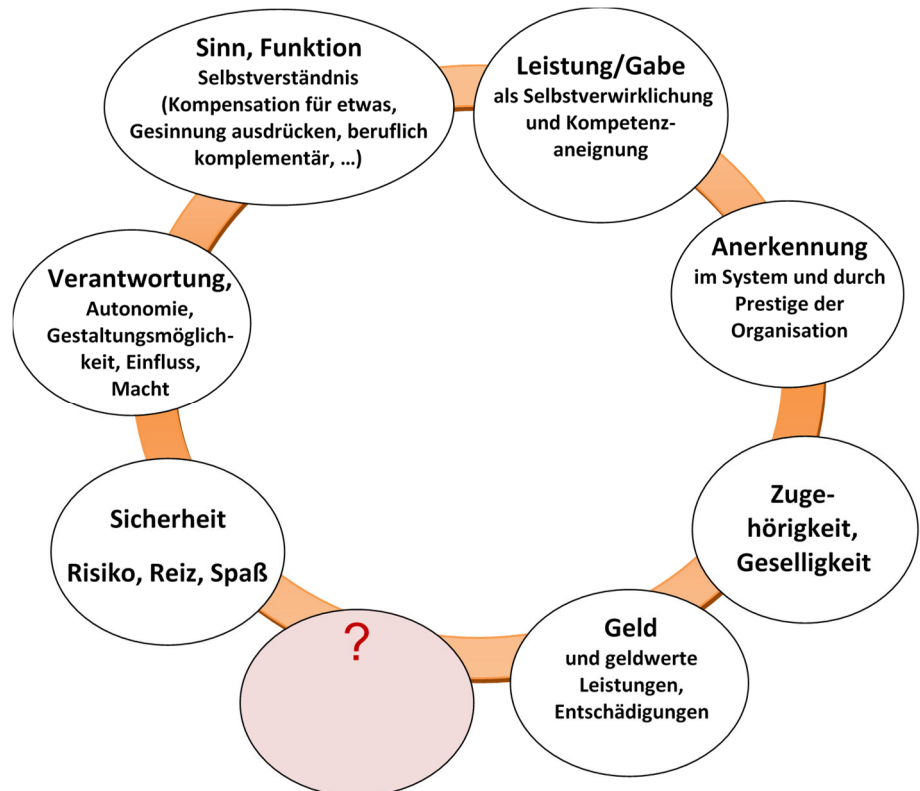 Sinn, Funktion
Selbstverständnis
(Kompensation für etwas,
Gesinnung ausdrücken, beruflich
komplementär, ...)
Leistung/Gabe
als Selbstverwirklichung
und Kompetenz-
aneignung
Anerkennung
im System und durch
Prestige der
Organisation
Zuge-
hörigkeit,
Geselligkeit
Geld
und geldwerte
Leistungen,
Entschädigungen
?
Sicherheit
Risiko, Reiz, Spaß
Verantwortung,
Autonomie,
Gestaltungsmöglich-
keit, Einfluss,
Macht